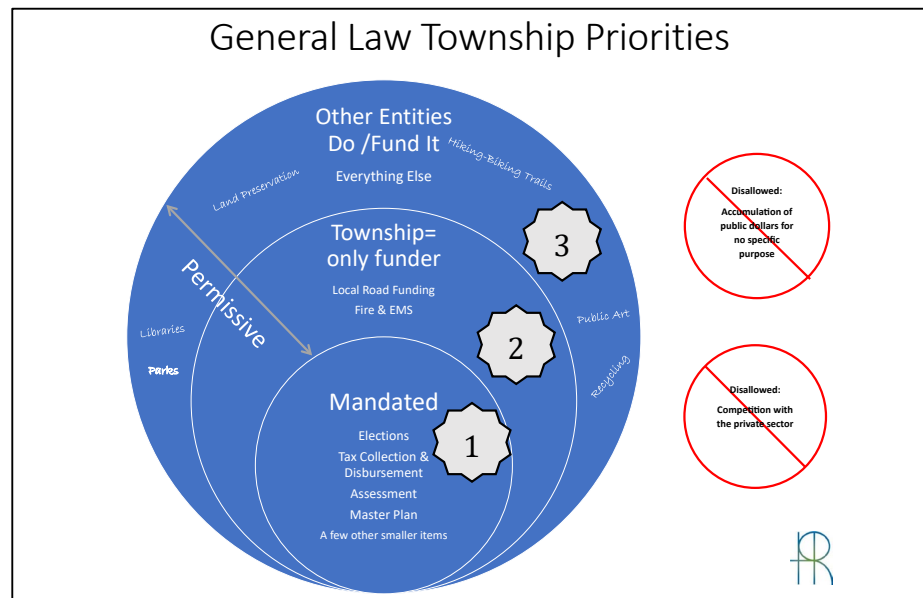 General Law Township Priorities
Other Entities
Do /Fund It
Everything Else
Land Preservation
Hiking-Biking Trails
Township=
only funder
Local Road Funding
Fire & EMS
Permissive
Libraries
Parks
Public Art
Recycling
3
2
Mandated
1
Elections
Tax Collection &
Disbursement
Assessment
Master Plan
A few other smaller items
Disallowed:
Accumulation of
public dollars for
no specific
purpose
Disallowed:
Competition with
the private sector